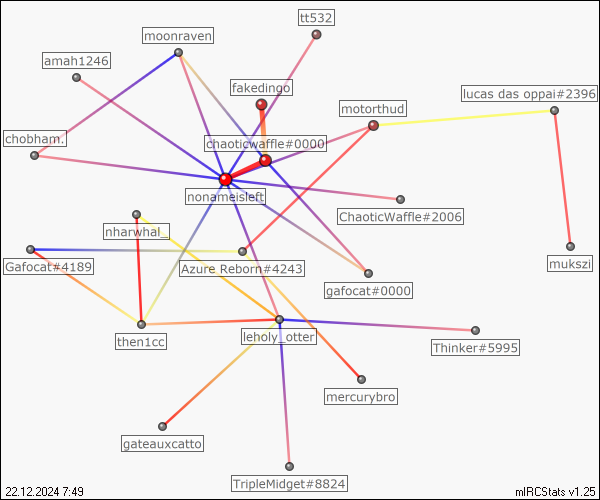 tt532
moonraven
amah1246
fakedingo
lucas das oppai#2396
motorthud
chobham.
chaoticwaffle#0000
nonameisleft
ChaoticWaffle#2006
nharwhal_
Gafocat#4189
Azure Reborn#4243
mukszi
gafocat#0000
then1cc
leholy_otter
Thinker#5995
mercurybro
gateauxcatto
TripleMidget#8824
22.12.2024 7:49
mIRCStats v1.25